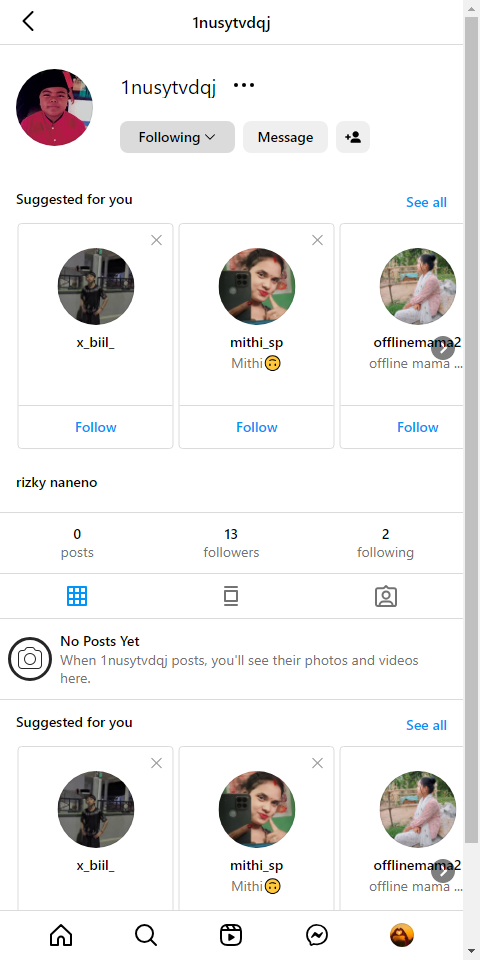 1nusytvdqj
1nusytvdqj
Following
Message
Suggested for you
See all
x_biil_
mithi_sp
offlinemama2
Mithi🙃
offline mama ...
Follow
Follow
Follow
rizky naneno
0
13
2
posts
followers
following
No Posts Yet
When 1nusytvdqj posts, you'll see their photos and videos
here.
Suggested for you
See all
x_biil_
mithi_sp
offlinemama2
Mithi🙃
offline mama ...